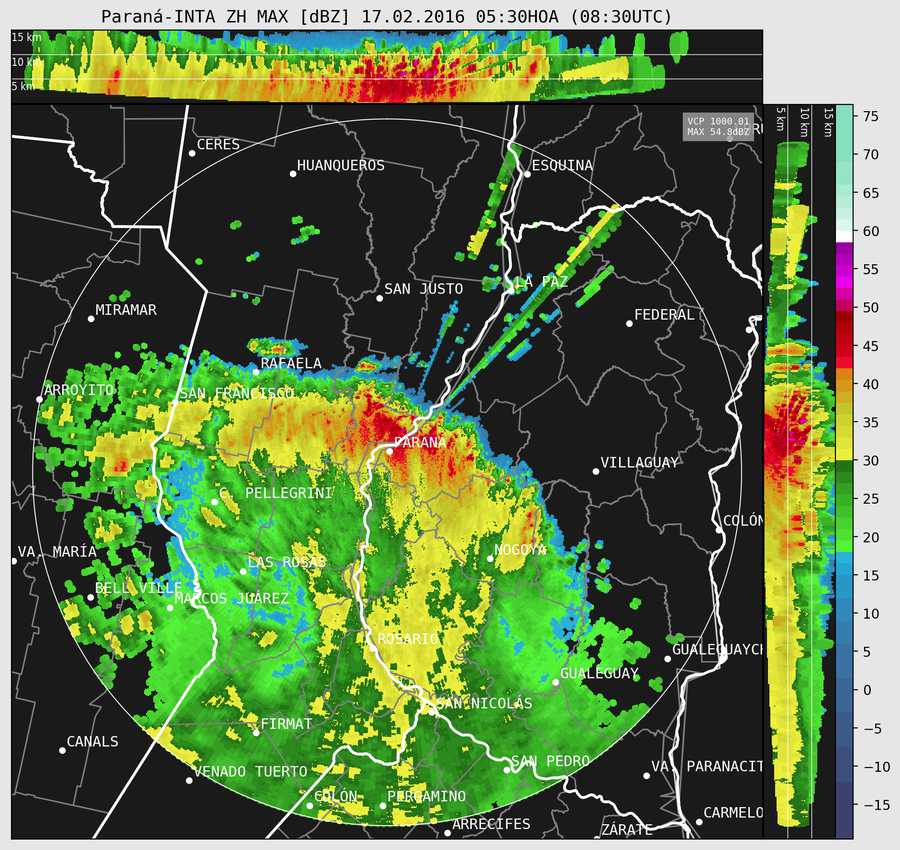 Paraná-INTA ZH MAX [dBZ] 17.02.2016 05:30HOA (08:30UTC)
15 km
10 km
5 km
5 km
10 km
15 km
VCP 1000.01
MAX 54.8dBZ
CERES
HUANQUEROS
ESQUINA
LA PAZ
SAN JUSTO
MIRAMAR
FEDERAL
RAFAELA
ARROYITO
SAN FRANCISCO
PARANA
VILLAGUAY
C. PELLEGRINI
COLÓN
VA. MARÍA
NOGOYA
LAS ROSAS
BELL VILLE
MARCOS JUÁREZ
ROSARIO
GUALEGUAYCH
GUALEGUAY
SAN NICOLÁS
FIRMAT
CANALS
SAN PEDRO
VA. PARANACIT
VENADO TUERTO
COLÓN
PERGAMINO
CARMELO
ARRECIFES
ZÁRATE
75
70
65
60
55
50
45
40
35
30
25
20
15
10
5
0
−5
−10
−15